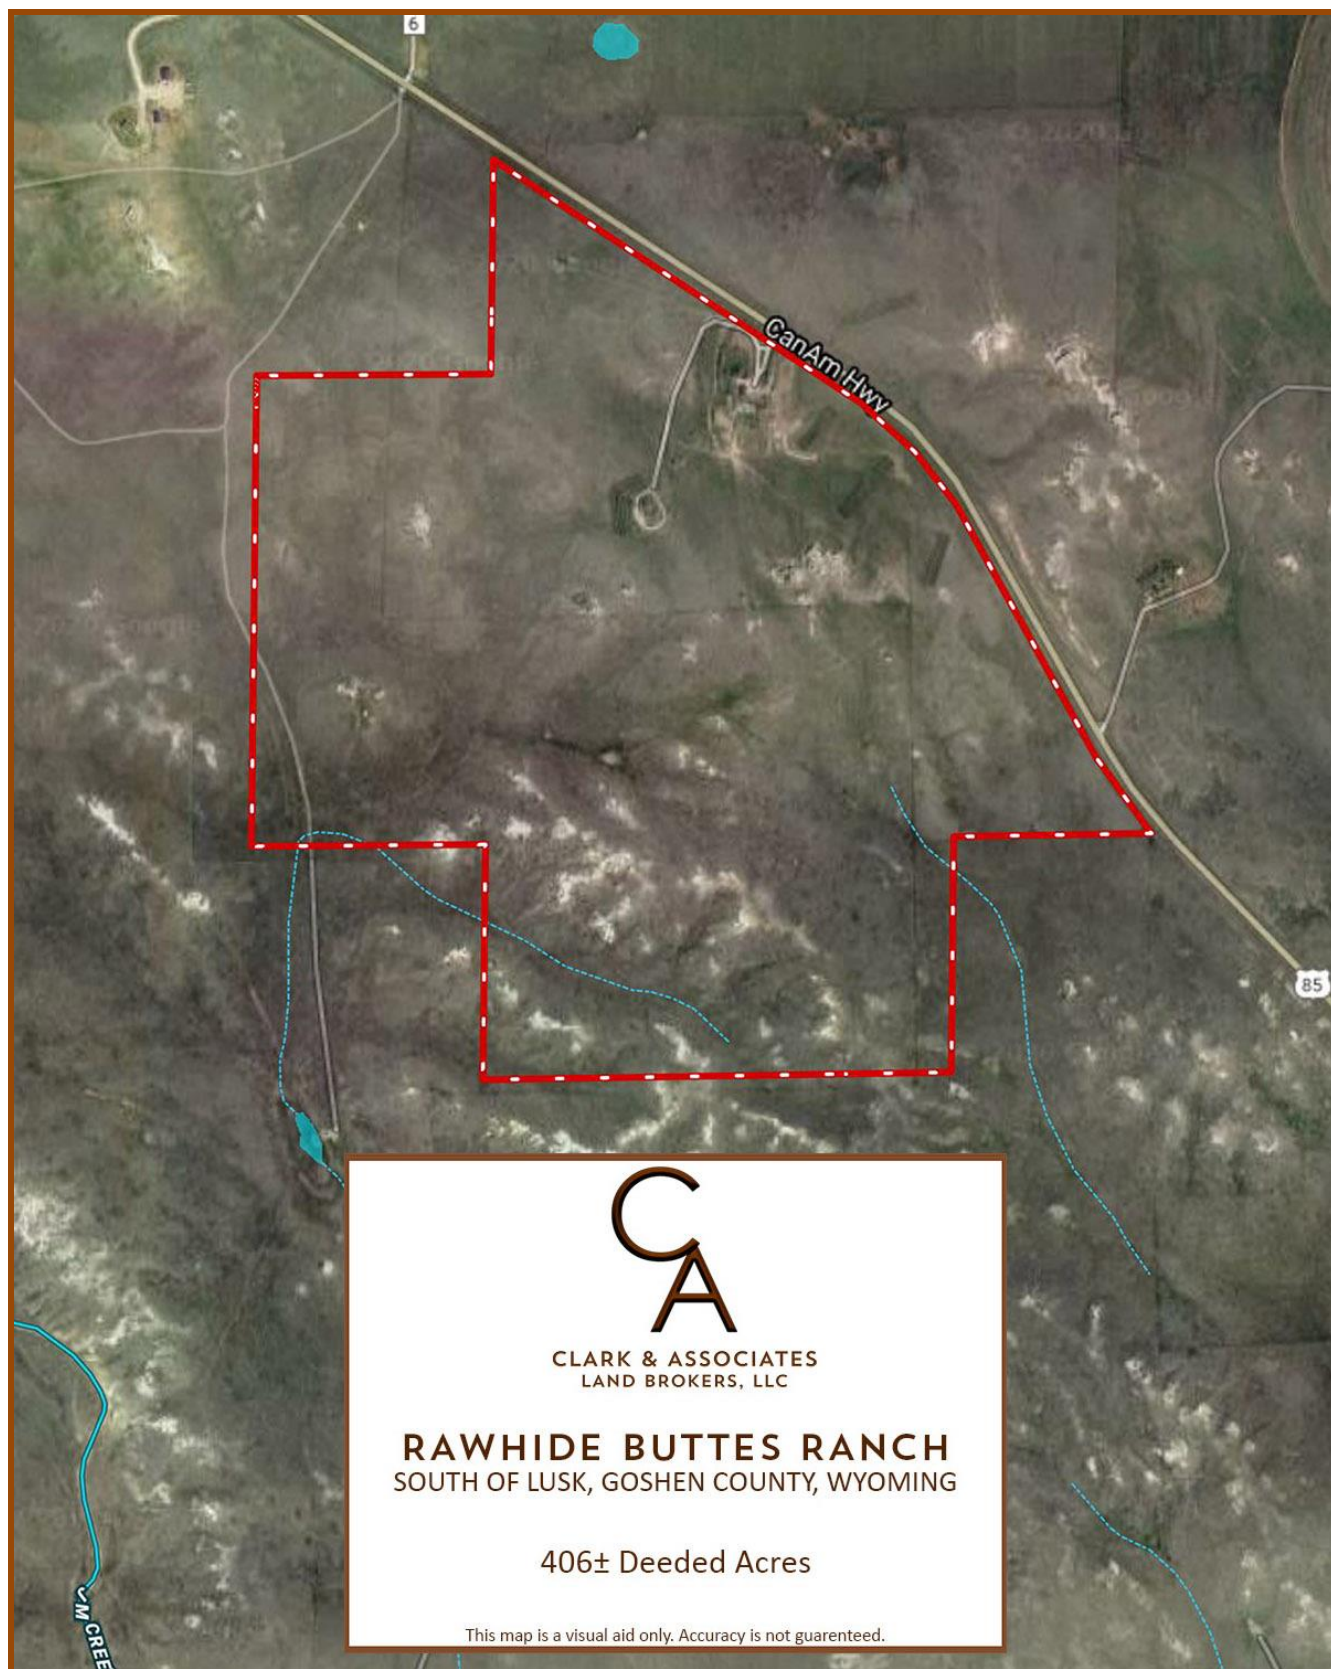 6
CanAm Hwy
85
CA
CLARK & ASSOCIATES
LAND BROKERS, LLC
RAWHIDE BUTTES RANCH
SOUTH OF LUSK, GOSHEN COUNTY, WYOMING
406± Deeded Acres
This map is a visual aid only. Accuracy is not guarenteed.
M CREE